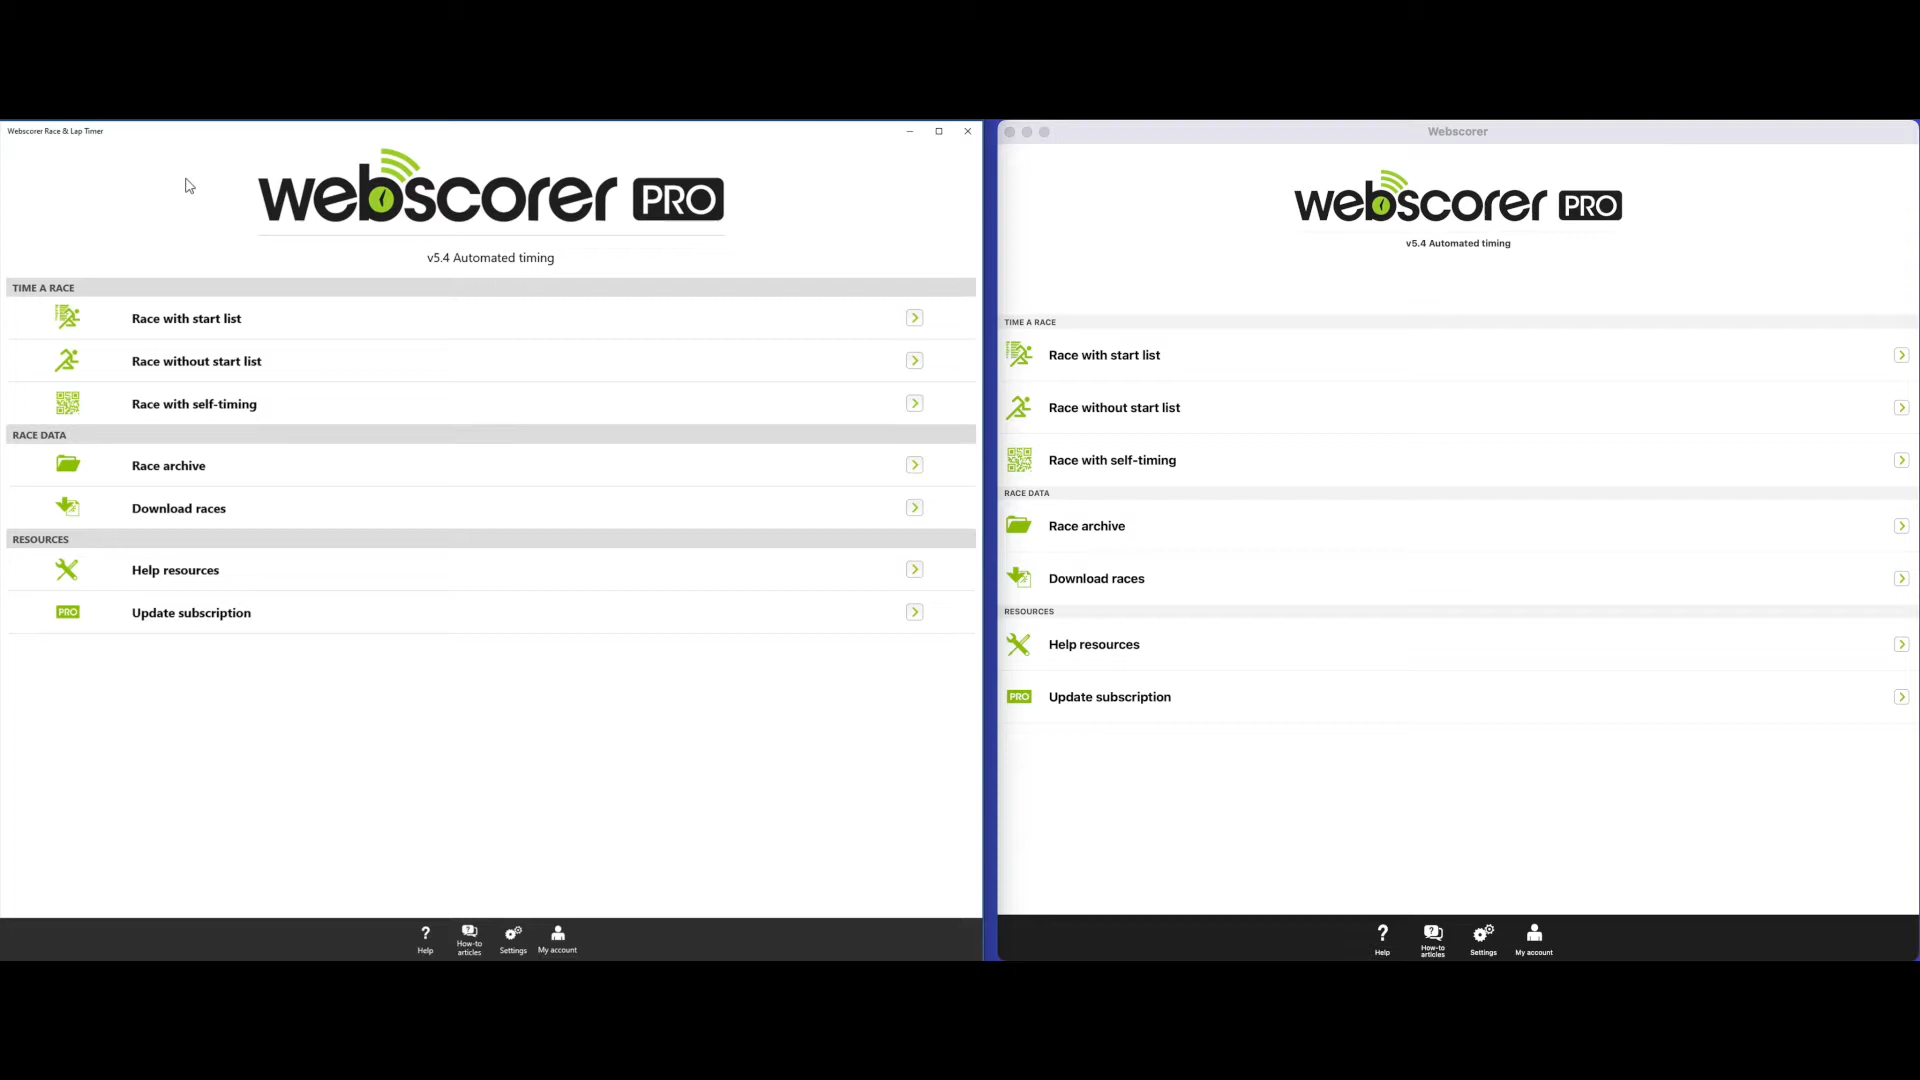 Webscorer Race & Lap Timer
webscorer PRO
v5.4 Automated timing
TIME A RACE
Race with start list
Race without start list
Race with self-timing
RACE DATA
Race archive
Download races
RESOURCES
Help resources
PRO
Update subscription
?
Help
How-to
articles
Settings
My account
Webscorer
webscorer PRO
v5.4 Automated timing
TIME A RACE
Race with start list
Race without start list
Race with self-timing
RACE DATA
Race archive
Download races
RESOURCES
Help resources
PRO
Update subscription
?
Help
How-to
articles
Settings
My account